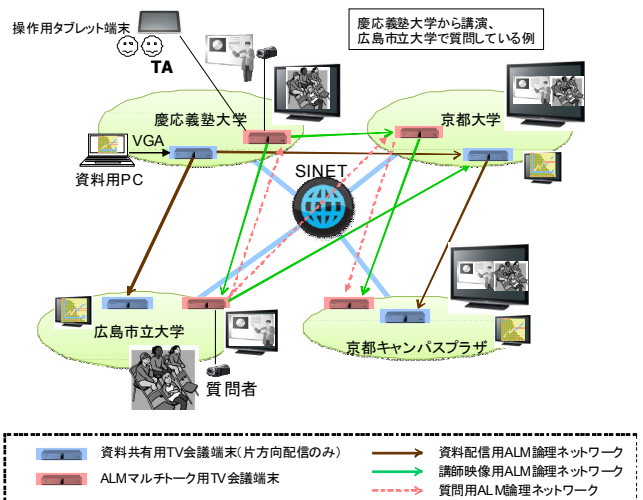 操作用タブレット端末
TA
慶応義塾大学から講演、
広島市立大学で質問している例
慶応義塾大学
京都大学
VGA
資料用PC
SINET
広島市立大学
質問者
京都キャンパスプラザ
資料共有用TV会議端末(片方向配信のみ)
ALMマルチトーク用TV会議端末
資料配信用ALM論理ネットワーク
講師映像用ALM論理ネットワーク
質問用ALM論理ネットワーク